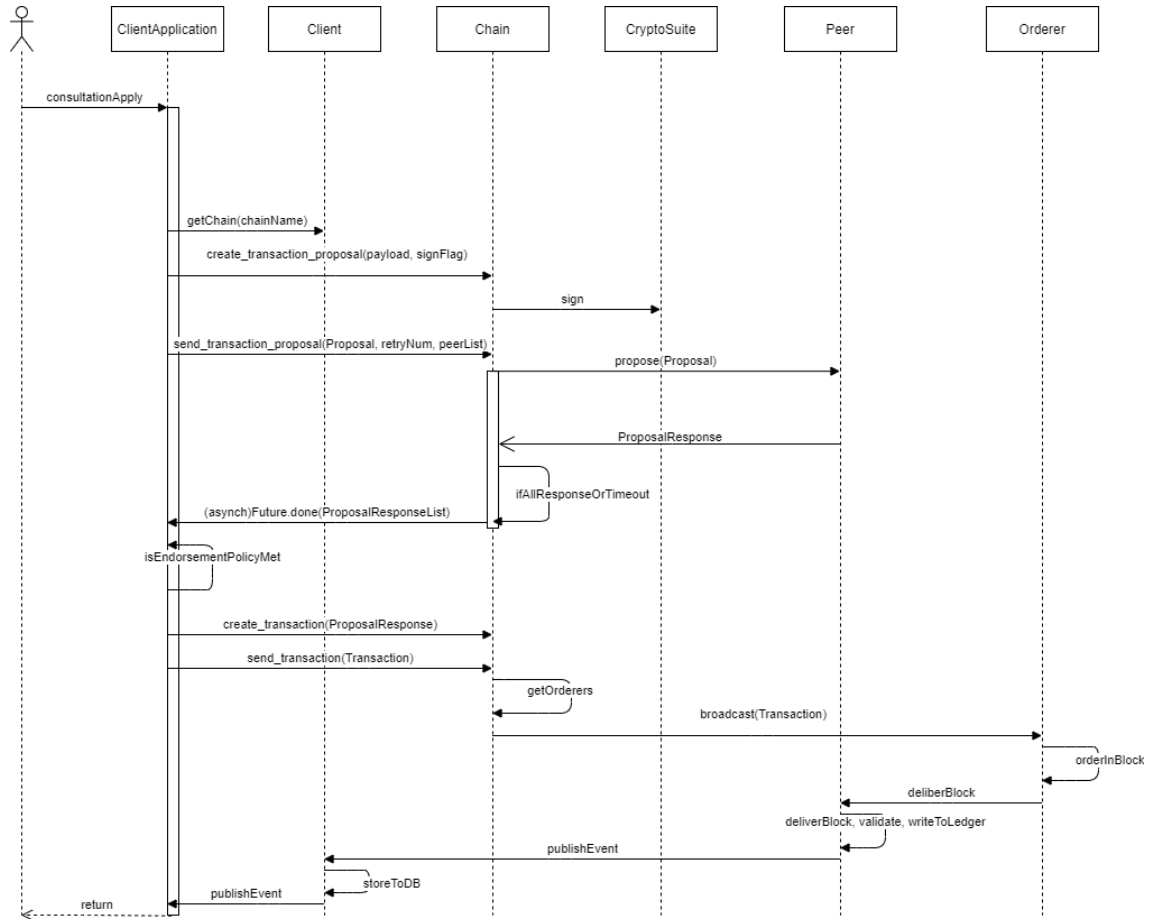 ClientApplication
Client
Chain
CryptoSuite
Peer
Orderer
consultationApply
getChain(chainName)
create_transaction_proposal(payload, signFlag)
sign
send_transaction_proposal(Proposal, retryNum, peerList)
propose(Proposal)
ProposalResponse
ifAllResponseOrTimeout
(asynch)Future.done(ProposalResponseList)
isEndorsementPolicyMet
create_transaction(ProposalResponse)
send_transaction(Transaction)
getOrderers
broadcast(Transaction)
orderInBlock
deliberBlock
deliverBlock, validate, writeToLedger
publishEvent
storeToDB
publishEvent
return